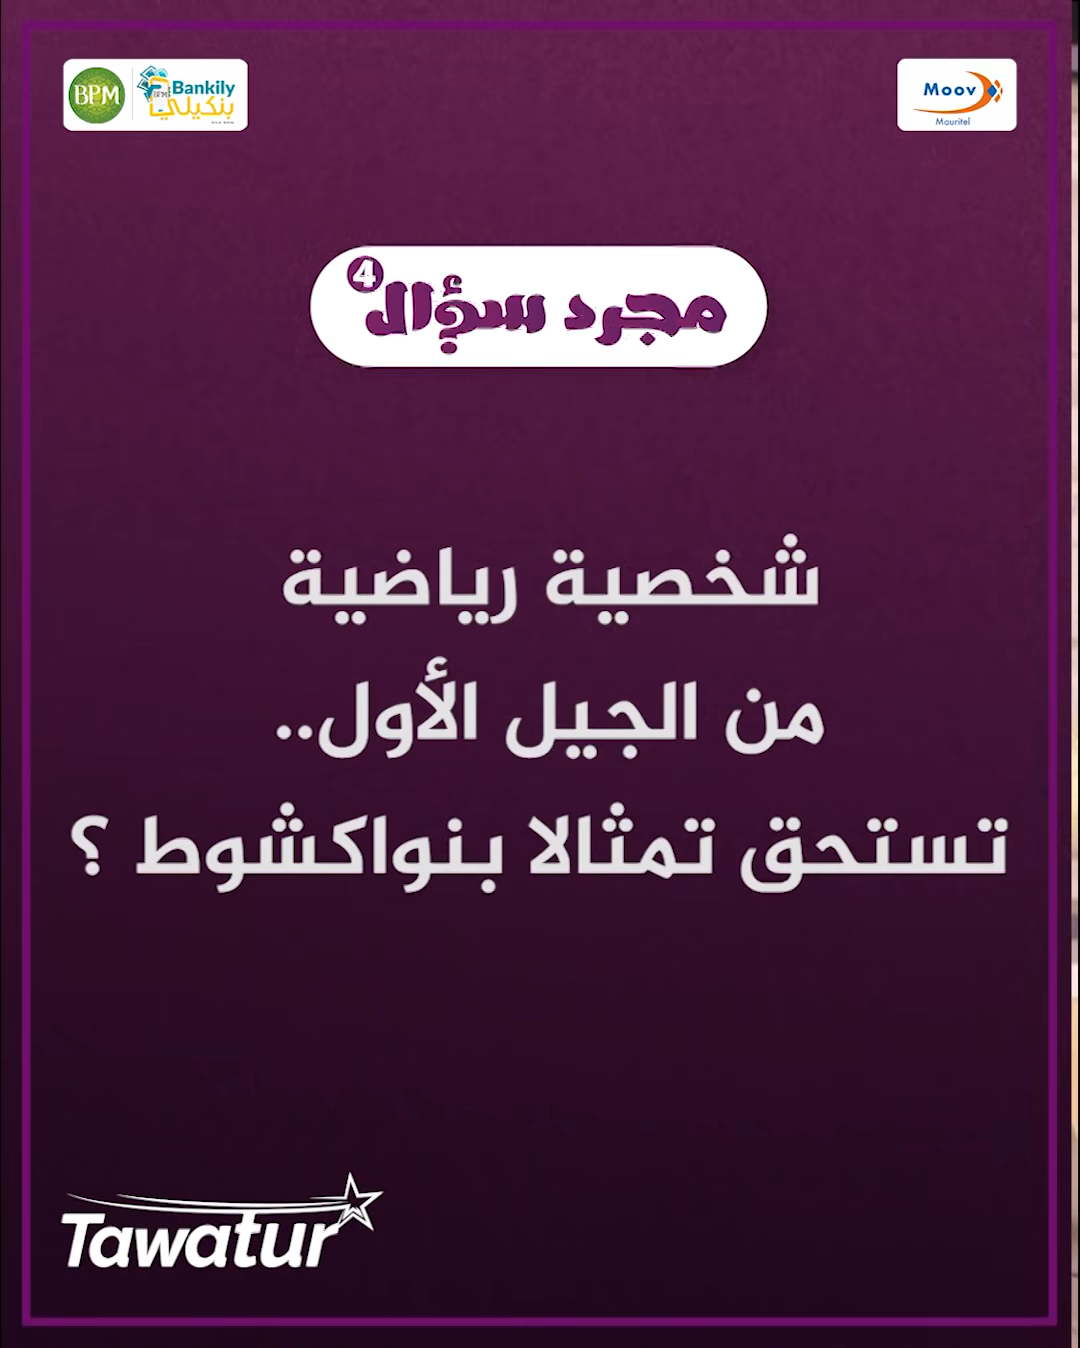 BPM
Bankily
بنكيلي
Moov
Mauritel
مجرد سؤال 4
شخصية رياضية
من الجيل الأول..
تستحق تمثالا بنواكشوط ؟
Tawatur